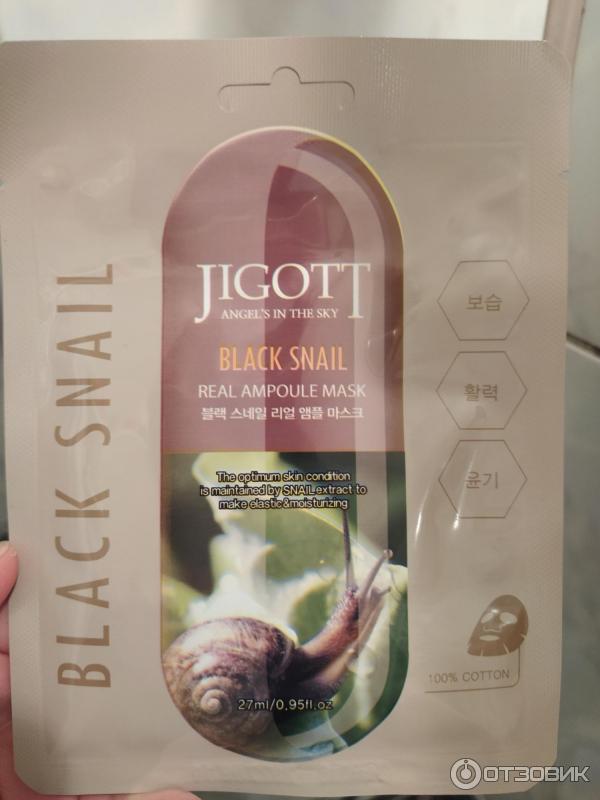 BLACK SNAIL
JIGOTT
ANGEL'S IN THE SKY
BLACK SNAIL
REAL AMPOULE MASK
블랙 스네일 리얼 앰플 마스크
The optimum skin condition
is maintained by SNAIL extract to
make elastic&moisturizing
보습
활력
윤기
100% COTTON
27ml/0.95fl.oz
ОТЗОВИК